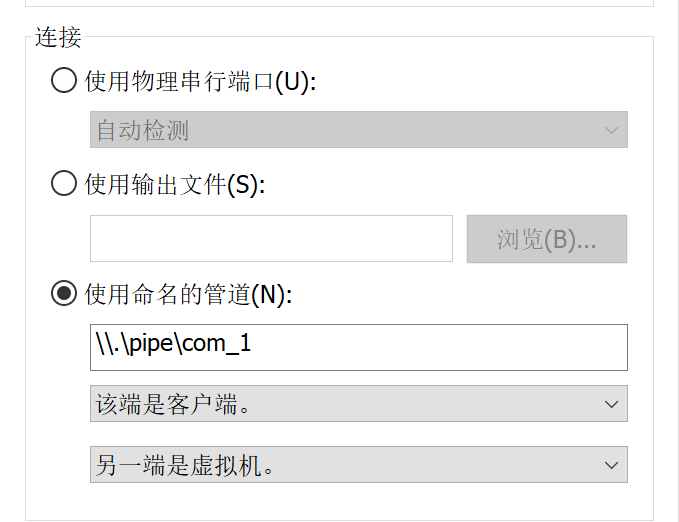 连接
使用物理串行端口(U):
自动检测
使用输出文件(S):
浏览(B)...
使用命名的管道(N):
\\.\pipe\com_1
该端是客户端。
另一端是虚拟机。